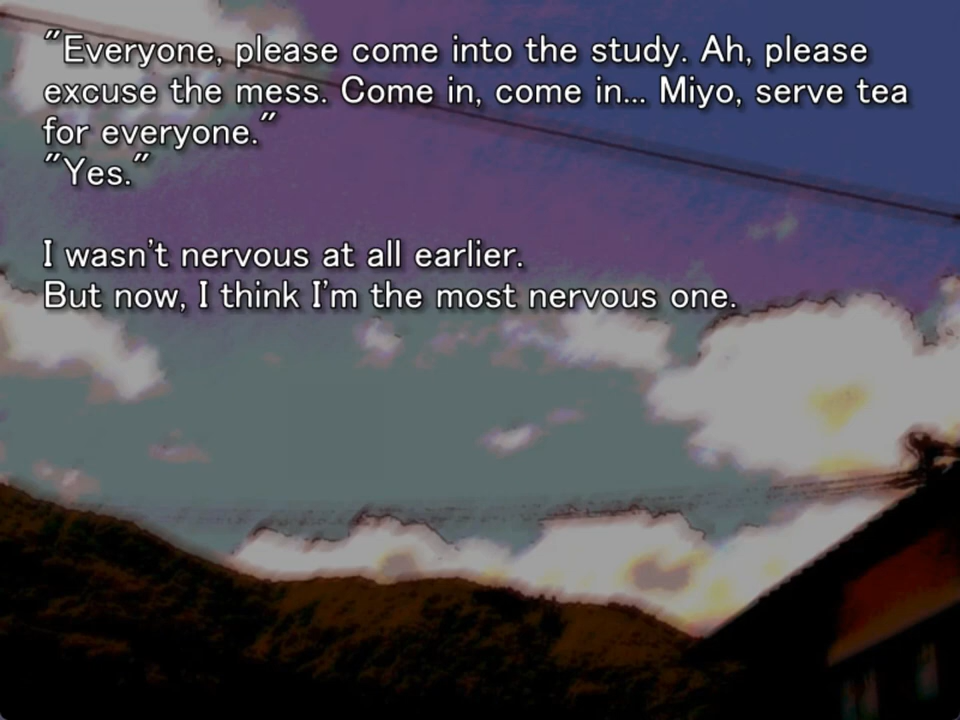 "Everyone, please come into the study. Ah, please
excuse the mess. Come in, come in... Miyo, serve tea
for everyone."
"Yes."
I wasn't nervous at all earlier.
But now, I think I'm the most nervous one.